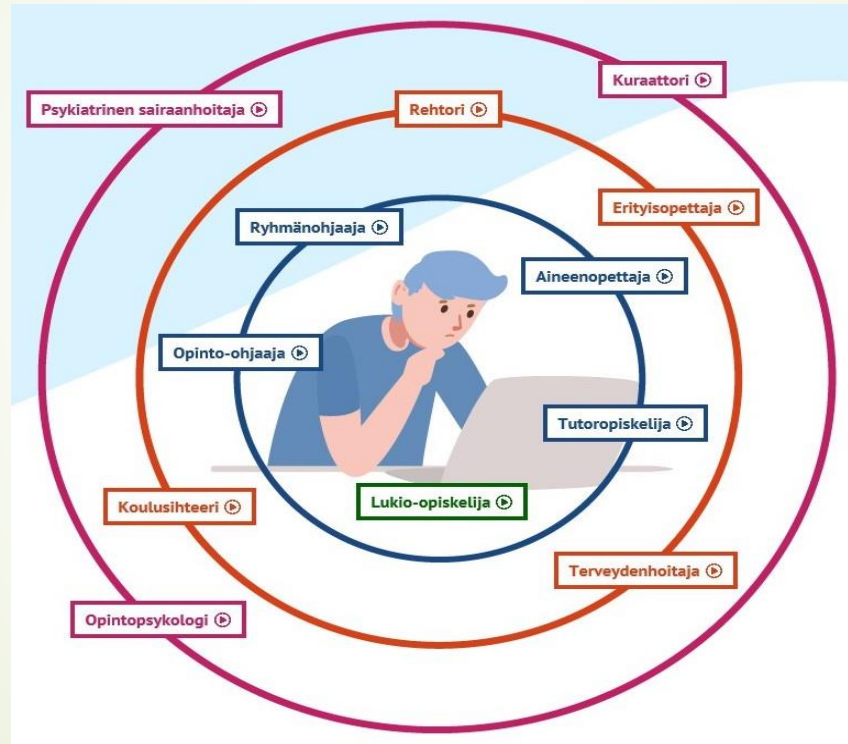 Kuraattori
Psykiatrinen sairaanhoitaja
Rehtori
Erityisopettaja
Ryhmänohjaaja
Aineenopettaja
Opinto-ohjaaja
Tutoropiskelija
Lukio-opiskelija
Koulusihteeri
Terveydenhoitaja
Opintopsykologi